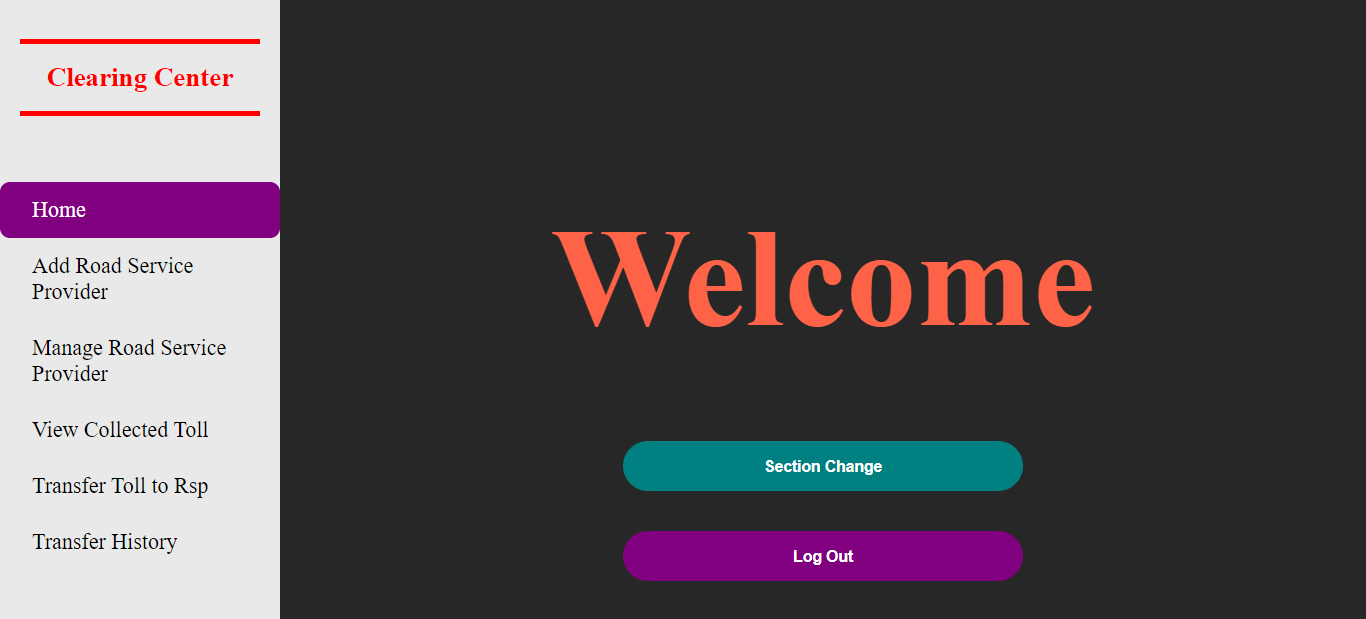 Clearing Center
Home
Add Road Service
Provider
Manage Road Service
Provider
View Collected Toll
Transfer Toll to Rsp
Transfer History
Welcome
Section Change
Log Out